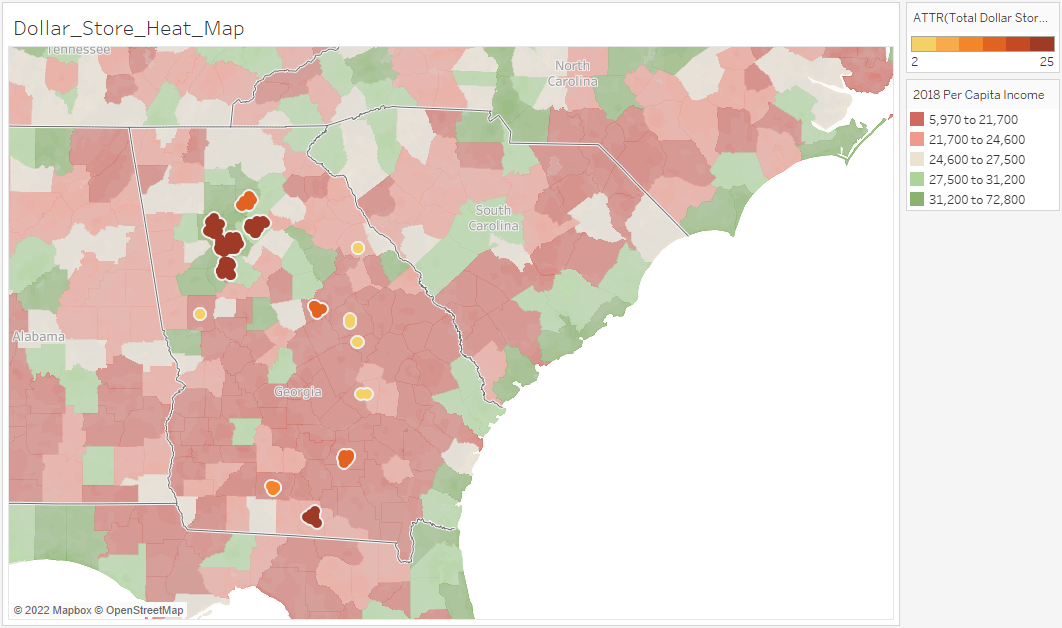 Dollar_Store_Heat_Map
Tennessee
North
Carolina
South
Carolina
Alabama
Georgia
© 2022 Mapbox © OpenStreetMap
ATTR(Total Dollar Stor...
2 25
2018 Per Capita Income
5,970 to 21,700
21,700 to 24,600
24,600 to 27,500
27,500 to 31,200
31,200 to 72,800